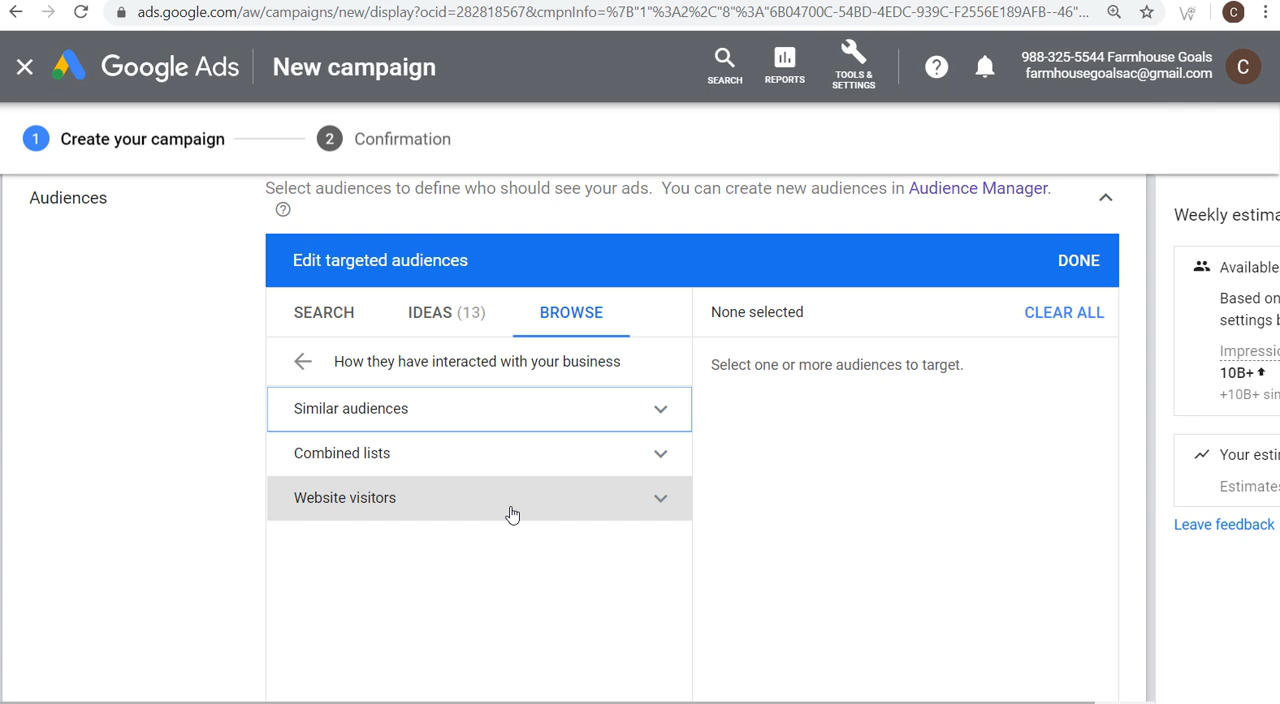 ads.google.com/aw/campaigns/new/display?ocid=282818567&cmpnInfo=%7B"1"%3A2%2C"8"%3A"6B04700C-54BD-4EDC-939C-F2556E189AFB--46"...
C
Google Ads
New campaign
SEARCH
REPORTS
TOOLS &
SETTINGS
?
988-325-5544 Farmhouse Goals
farmhousegoalsac@gmail.com
C
1 Create your campaign
2 Confirmation
Audiences
Select audiences to define who should see your ads. You can create new audiences in Audience Manager.
?
Edit targeted audiences
DONE
SEARCH
IDEAS (13)
BROWSE
None selected
CLEAR ALL
How they have interacted with your business
Select one or more audiences to target.
Similar audiences
Combined lists
Website visitors
Weekly estima
Available
Based on
settings b
Impressio
10B+
+10B+ sim
Your esti
Estimates
Leave feedback